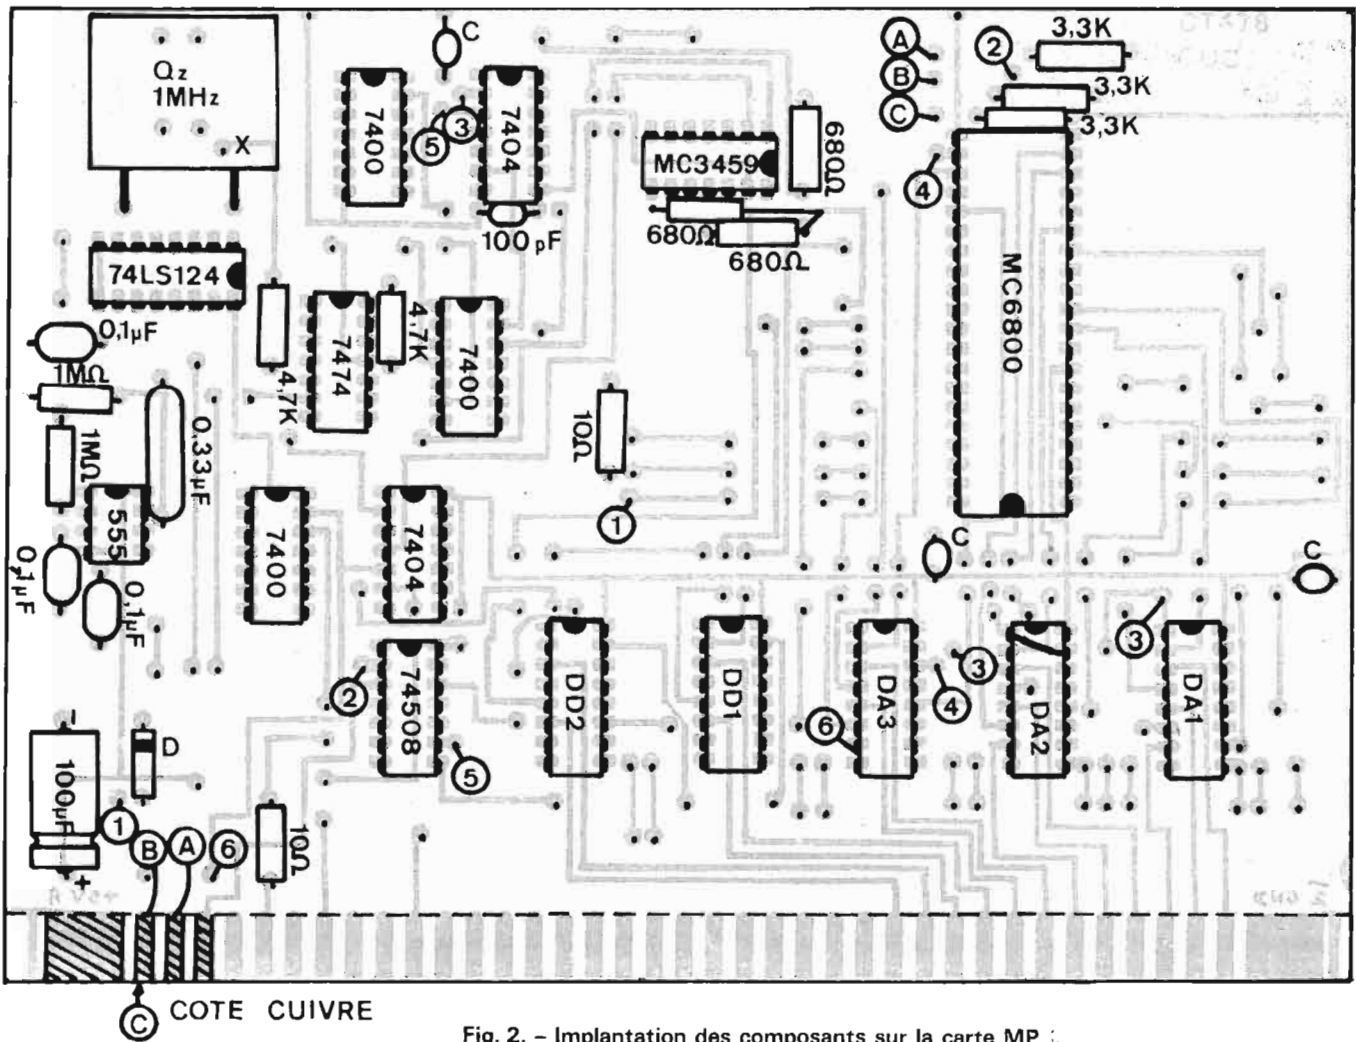 C
A
2
3,3K
Qz
1MHz
7400
3
7404
B
3,3K
5
680Ω
C
3,3K
X
MC3459
4
680Ω
100pF
680Ω
74LS124
MC6800
0,1µF
4,7K
7474
4,7K
7400
1MΩ
1MΩ
0,33µF
10Ω
555
7400
7404
1
C
C
0,1µF
0,1µF
3
3
2
74508
DD2
DD1
DA3
4
DA2
DA1
6
5
-
D
100µF
1
B
A
6
10Ω
+
C COTE CUIVRE
Fig. 2. – Implantation des composants sur la carte MP